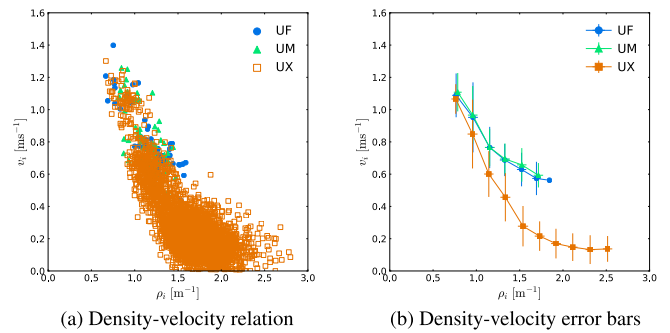 1.6
1.4
1.2
1.0
0.8
0.6
0.4
0.2
0.0
v_i [ms⁻¹]
0.0 0.5 1.0 1.5 2.0 2.5 3.0
ρ_i [m⁻¹]
UF
UM
UX
(a) Density-velocity relation
1.6
1.4
1.2
1.0
0.8
0.6
0.4
0.2
0.0
v_i [ms⁻¹]
0.0 0.5 1.0 1.5 2.0 2.5 3.0
ρ_i [m⁻¹]
UF
UM
UX
(b) Density-velocity error bars